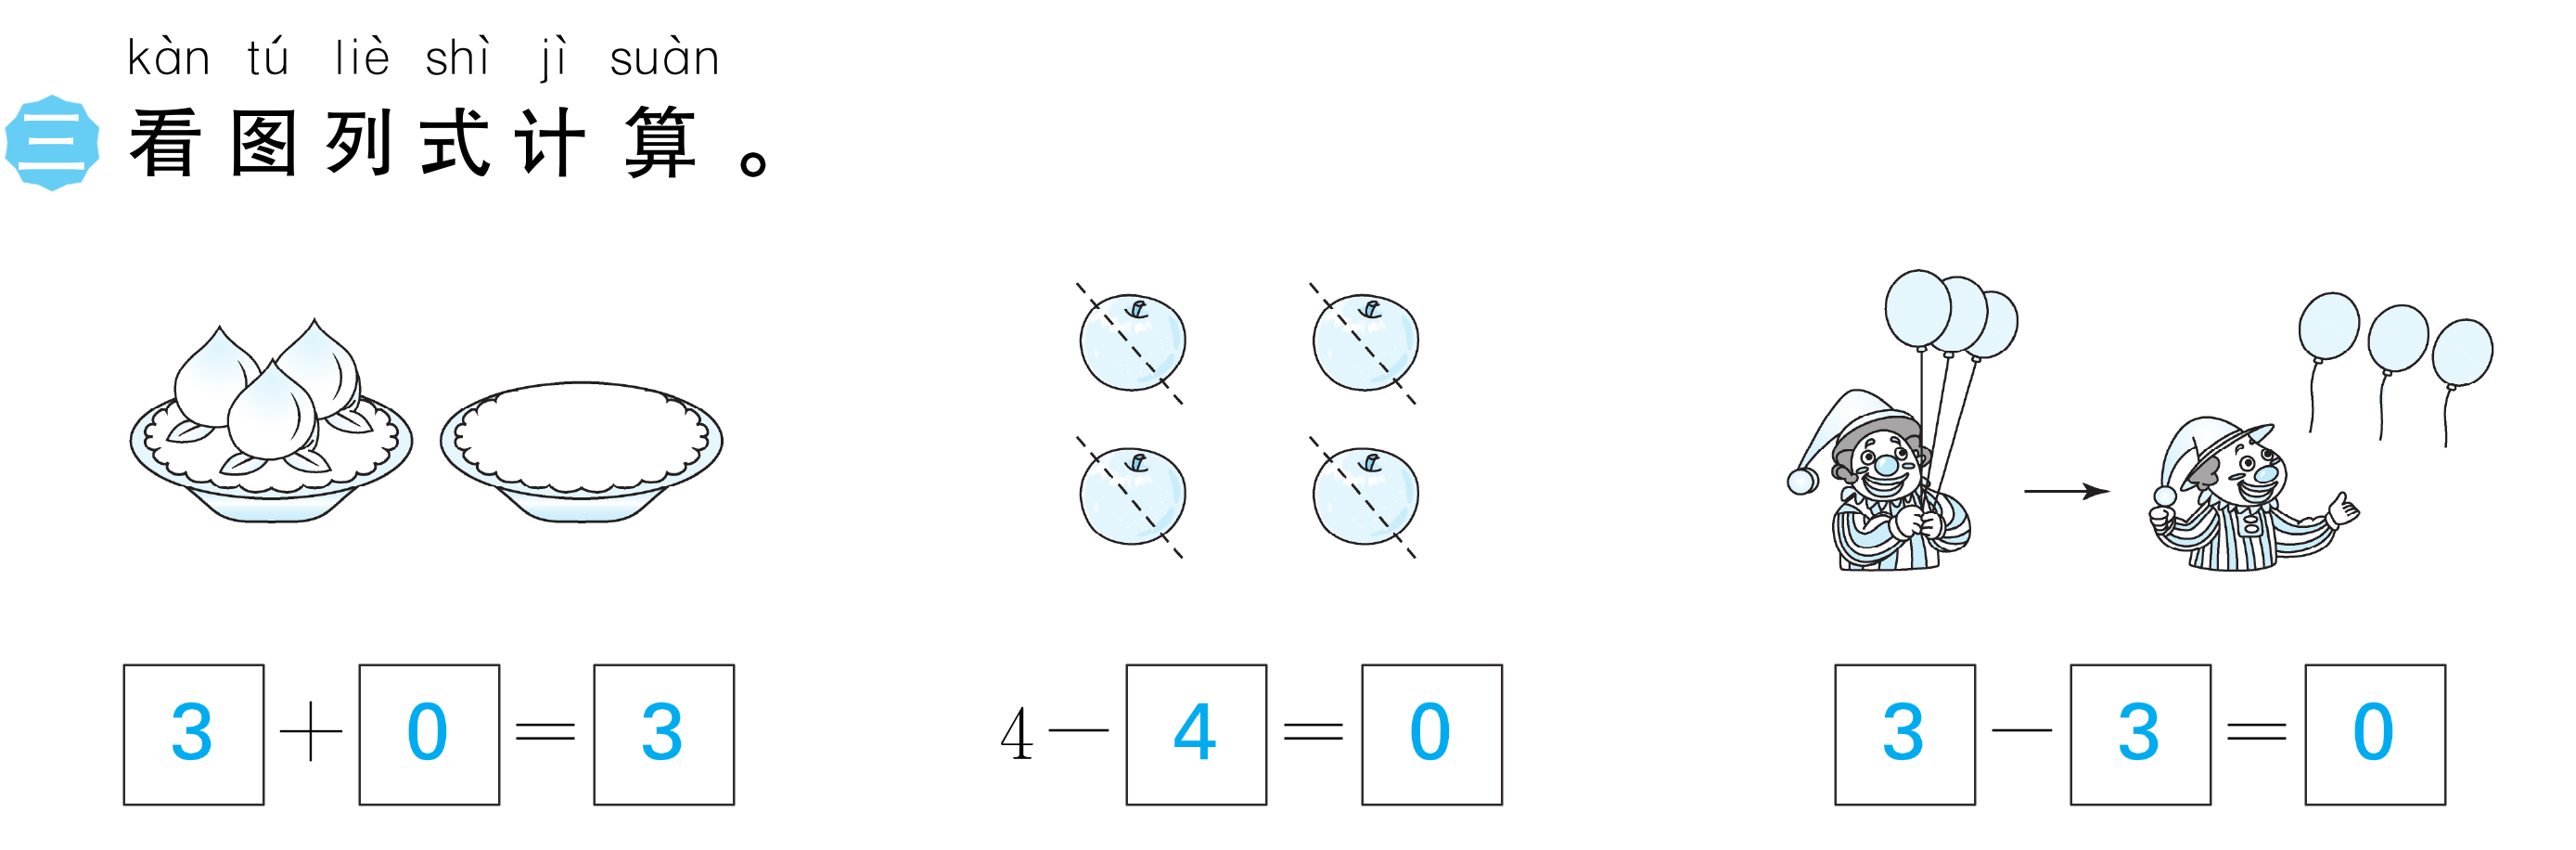 kàn tú liè shì jì suàn
三 看图列式计算。
3 + 0 = 3
4 − 4 = 0
3 − 3 = 0